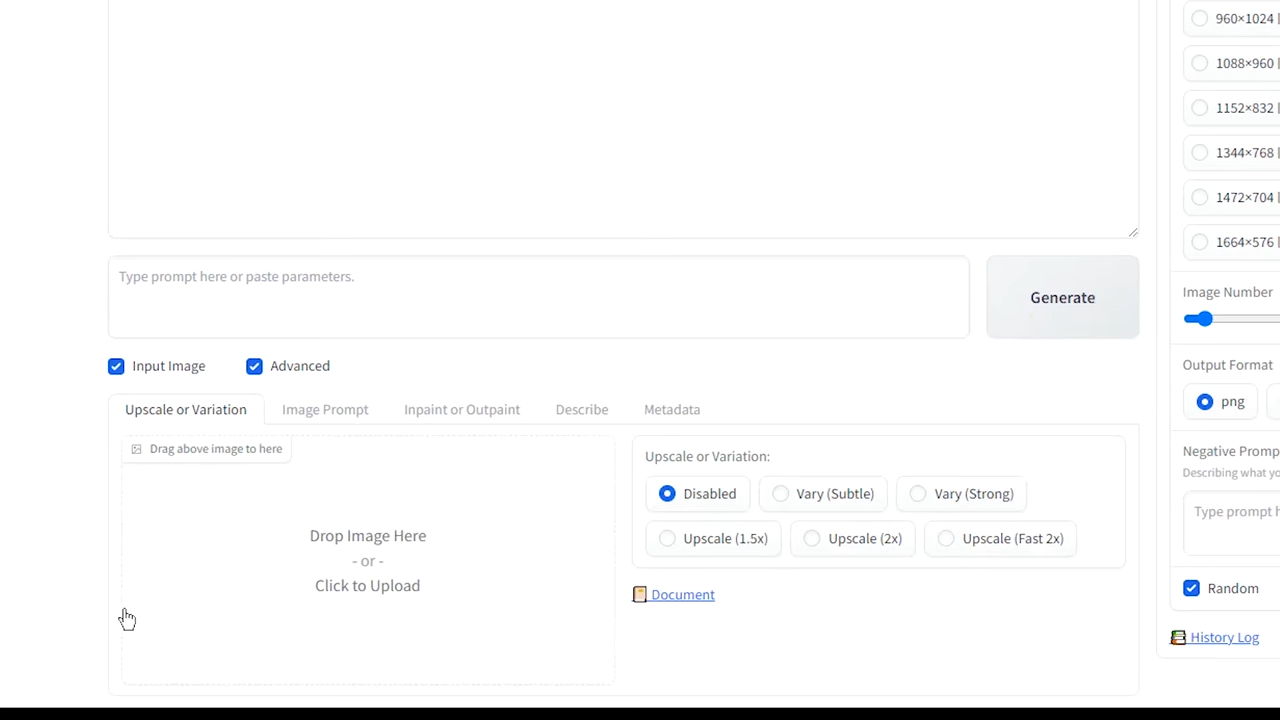 960×1024
1088×960
1152×832
1344×768
1472×704
1664×576
Type prompt here or paste parameters.
Generate
Image Number
Input Image
Advanced
Output Format
png
Upscale or Variation
Image Prompt
Inpaint or Outpaint
Describe
Metadata
Drag above image to here
Drop Image Here
- or -
Click to Upload
Upscale or Variation:
Disabled
Vary (Subtle)
Vary (Strong)
Upscale (1.5x)
Upscale (2x)
Upscale (Fast 2x)
Document
Negative Promp
Describing what yo
Type prompt h
Random
History Log